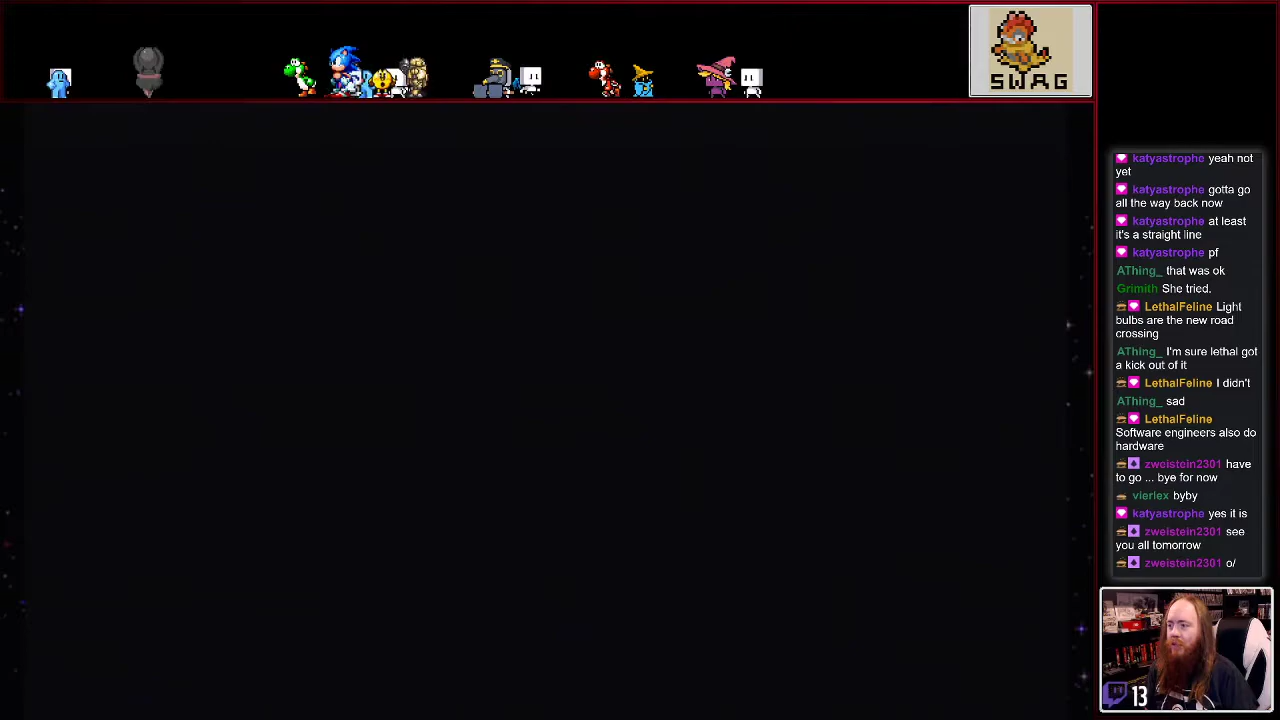 SWAG
katyastrophe yeah not
yet
katyastrophe gotta go
all the way back now
katyastrophe at least
it's a straight line
katyastrophe pf
AThing_ that was ok
Grimith She tried.
LethalFeline Light
bulbs are the new road
crossing
AThing_ I'm sure lethal got
a kick out of it
LethalFeline I didn't
AThing_ sad
LethalFeline
Software engineers also do
hardware
zweistein2301 have
to go ... bye for now
vierlex byby
katyastrophe yes it is
zweistein2301 see
you all tomorrow
zweistein2301 o/
13